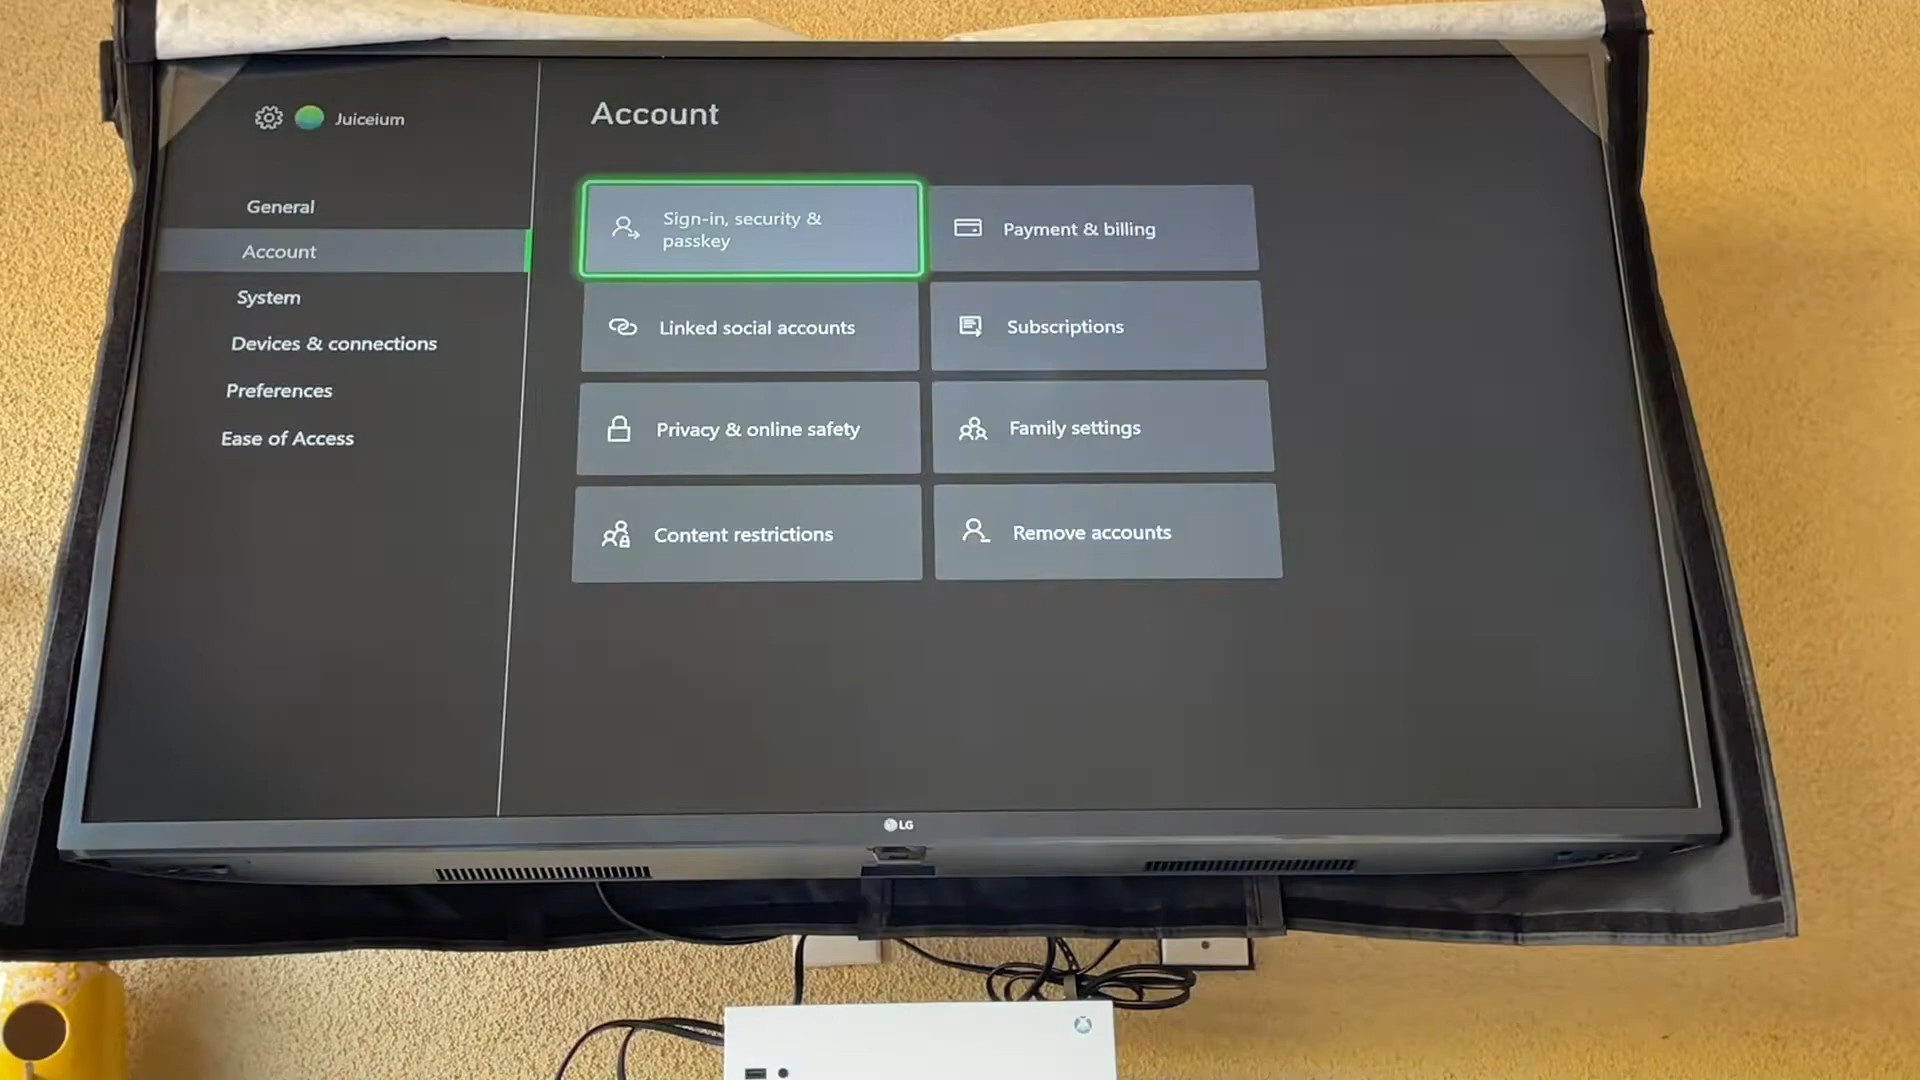 Juiceium
General
Account
System
Devices & connections
Preferences
Ease of Access
Account
Sign-in, security &
passkey
Payment & billing
Linked social accounts
Subscriptions
Privacy & online safety
Family settings
Content restrictions
Remove accounts
LG